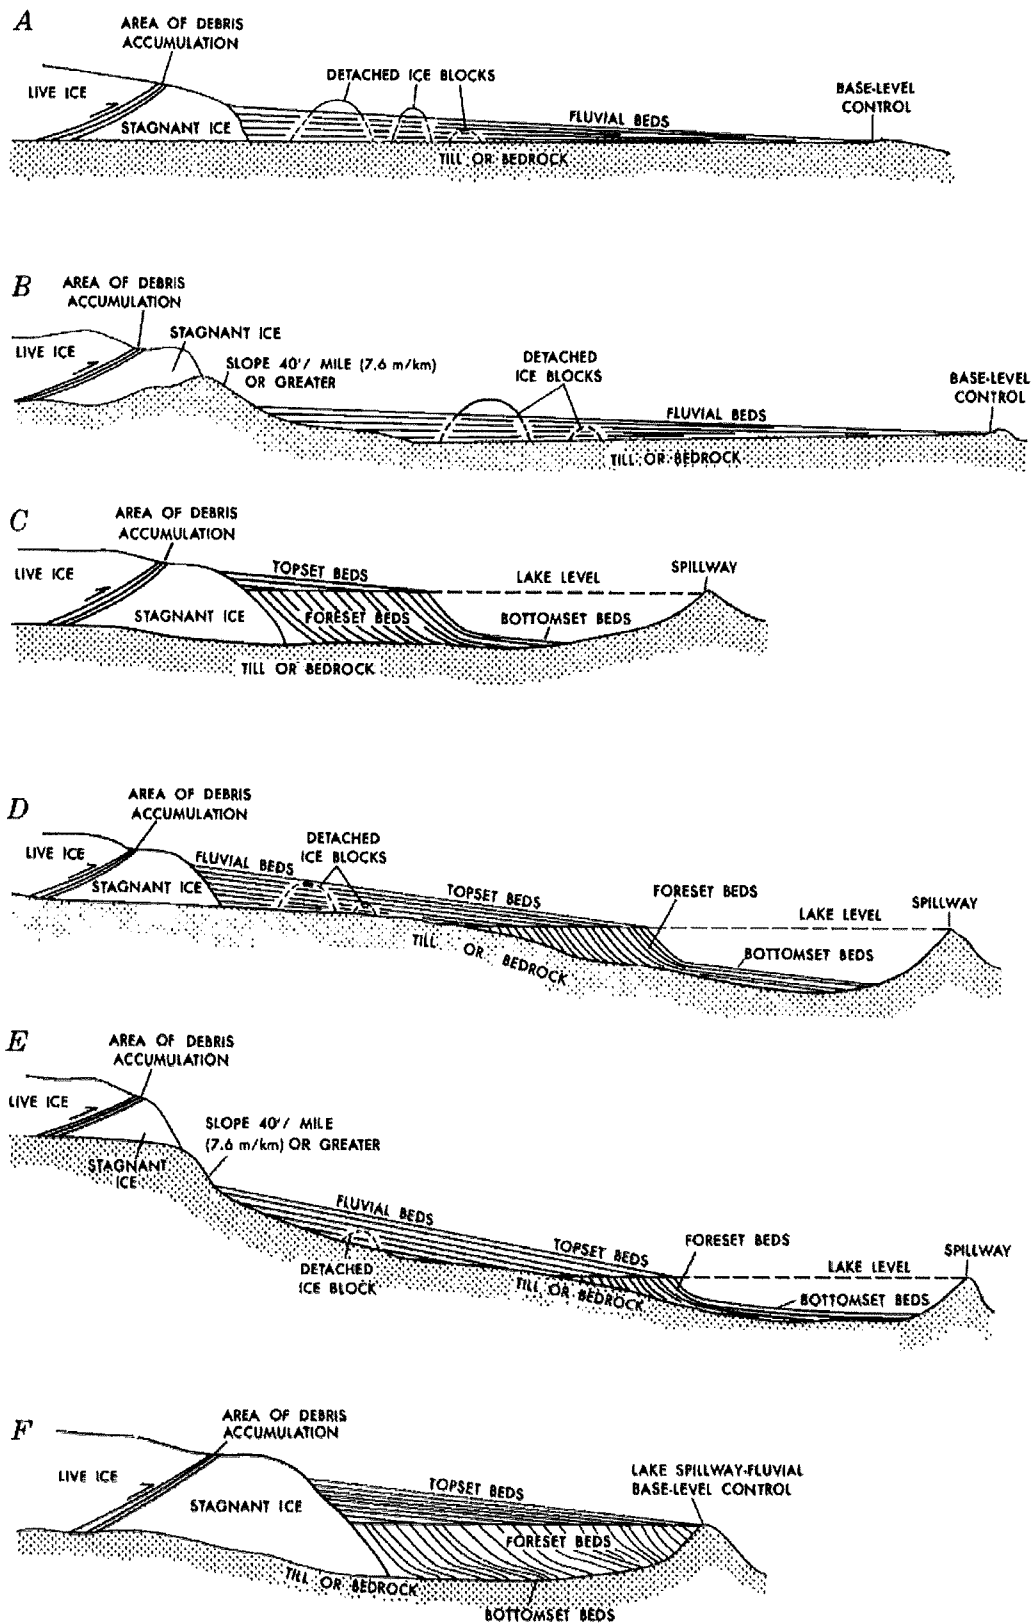 A
AREA OF DEBRIS
ACCUMULATION
DETACHED ICE BLOCKS
BASE-LEVEL
CONTROL
LIVE ICE
FLUVIAL BEDS
STAGNANT ICE
TILL OR BEDROCK
B
AREA OF DEBRIS
ACCUMULATION
STAGNANT ICE
LIVE ICE
SLOPE 40'/ MILE (7.6 m/km)
OR GREATER
DETACHED
ICE BLOCKS
BASE-LEVEL
CONTROL
FLUVIAL BEDS
TILL OR BEDROCK
C
AREA OF DEBRIS
ACCUMULATION
LIVE ICE
TOPSET BEDS
LAKE LEVEL
SPILLWAY
STAGNANT ICE
FORESET BEDS
BOTTOMSET BEDS
TILL OR BEDROCK
D
AREA OF DEBRIS
ACCUMULATION
DETACHED
ICE BLOCKS
LIVE ICE
FLUVIAL BEDS
STAGNANT ICE
TOPSET BEDS
FORESET BEDS
LAKE LEVEL
SPILLWAY
TILL OR BEDROCK
BOTTOMSET BEDS
E
AREA OF DEBRIS
ACCUMULATION
LIVE ICE
SLOPE 40'/ MILE
(7.6 m/km) OR GREATER
STAGNANT
ICE
FLUVIAL BEDS
TOPSET BEDS
FORESET BEDS
LAKE LEVEL
SPILLWAY
DETACHED
ICE BLOCK
TILL OR BEDROCK
BOTTOMSET BEDS
F
AREA OF DEBRIS
ACCUMULATION
LIVE ICE
STAGNANT ICE
TOPSET BEDS
LAKE SPILLWAY-FLUVIAL
BASE-LEVEL CONTROL
FORESET BEDS
TILL OR BEDROCK
BOTTOMSET BEDS